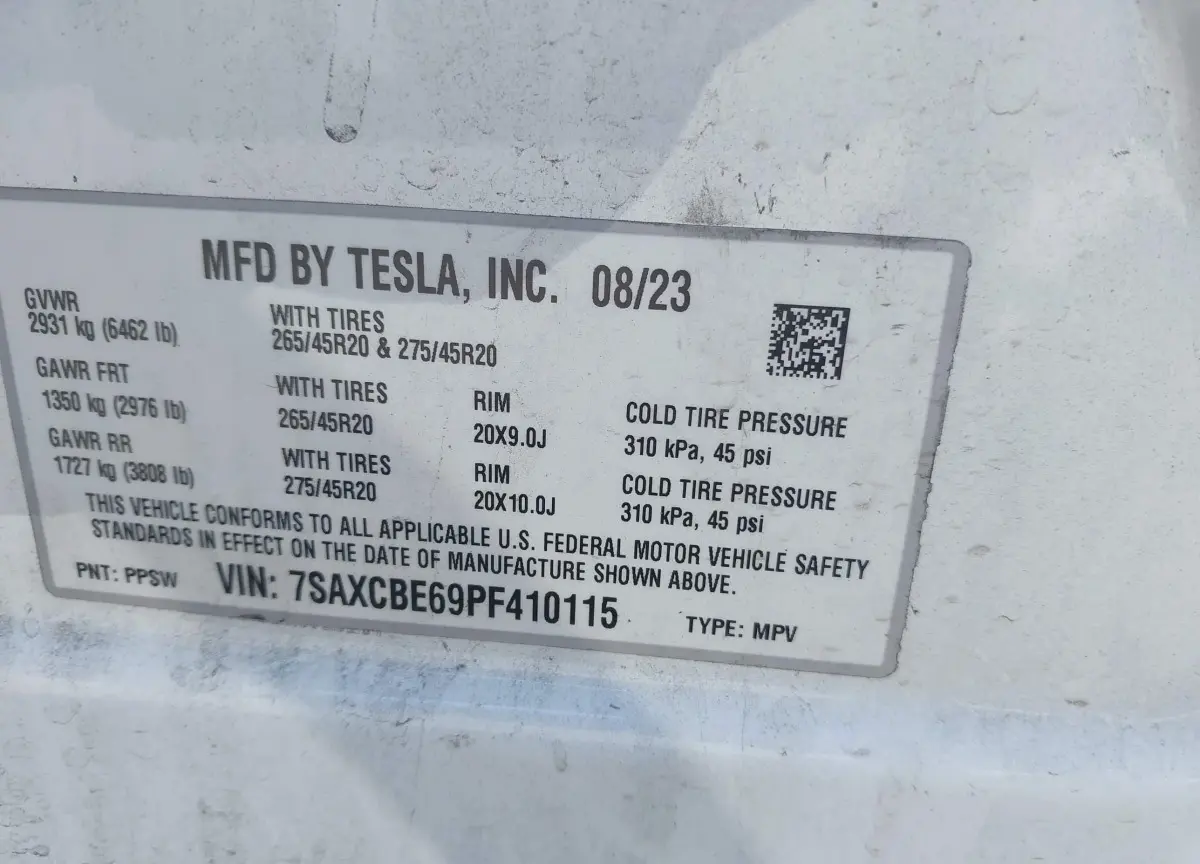 MFD BY TESLA, INC. 08/23
GVWR
2931 kg (6462 lb)
WITH TIRES
265/45R20 & 275/45R20
GAWR FRT
1350 kg (2976 lb)
WITH TIRES
265/45R20
RIM
20X9.0J
COLD TIRE PRESSURE
310 kPa, 45 psi
GAWR RR
1727 kg (3808 lb)
WITH TIRES
275/45R20
RIM
20X10.0J
COLD TIRE PRESSURE
310 kPa, 45 psi
THIS VEHICLE CONFORMS TO ALL APPLICABLE U.S. FEDERAL MOTOR VEHICLE SAFETY
STANDARDS IN EFFECT ON THE DATE OF MANUFACTURE SHOWN ABOVE.
PNT: PPSW VIN: 7SAXCBE69PF410115 TYPE: MPV